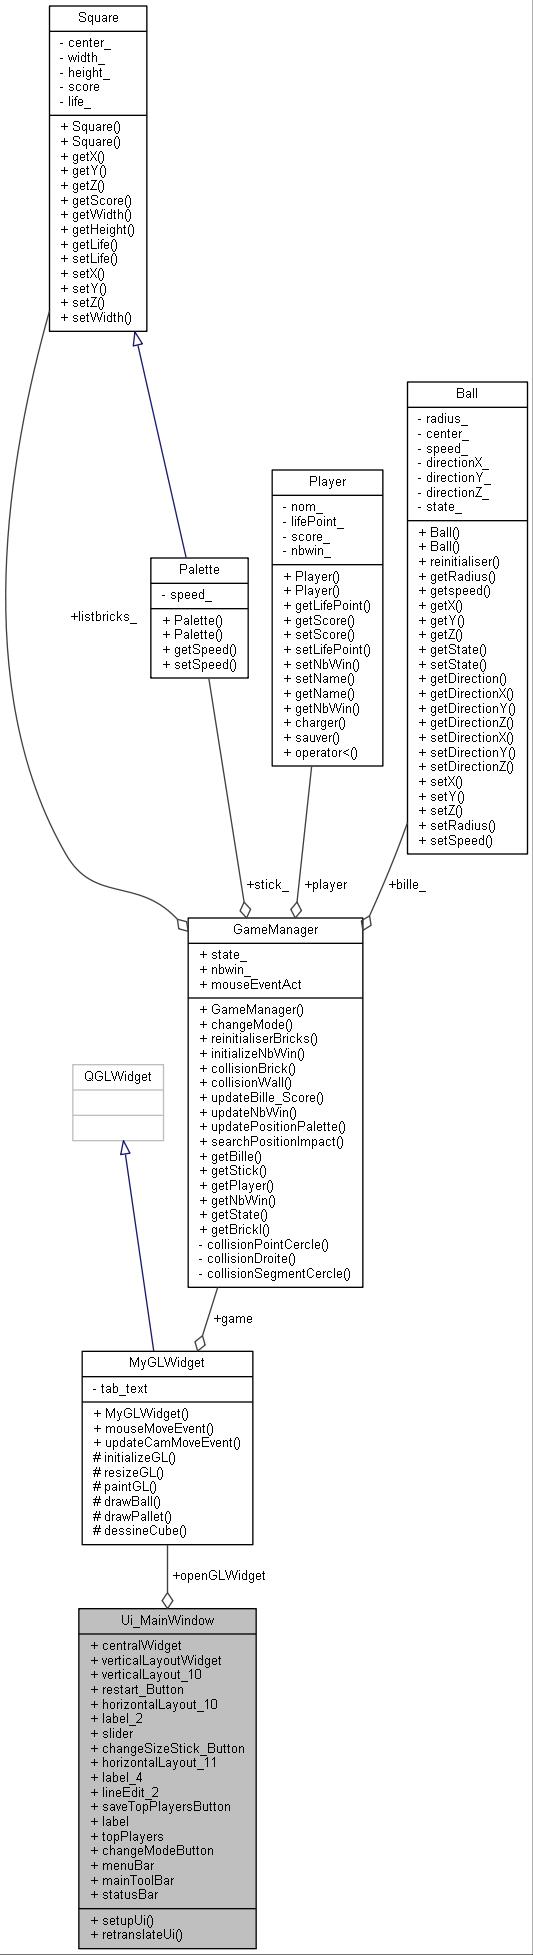 Square
- center_
- width_
- height_
- score
- life_
+ Square()
+ Square()
+ getX()
+ getY()
+ getZ()
+ getScore()
+ getWidth()
+ getHeight()
+ getLife()
+ setLife()
+ setX()
+ setY()
+ setZ()
+ setWidth()
Ball
- radius_
- center_
- speed_
- directionX_
- directionY_
- directionZ_
- state_
+ Ball()
+ Ball()
+ reinitialiser()
+ getRadius()
+ getspeed()
+ getX()
+ getY()
+ getZ()
+ getState()
+ setState()
+ getDirection()
+ getDirectionX()
+ getDirectionY()
+ getDirectionZ()
+ setDirectionX()
+ setDirectionY()
+ setDirectionZ()
+ setX()
+ setY()
+ setZ()
+ setRadius()
+ setSpeed()
Player
- nom_
- lifePoint_
- score_
- nbwin_
+ Player()
+ Player()
+ getLifePoint()
+ getScore()
+ setScore()
+ setLifePoint()
+ setNbWin()
+ setName()
+ getName()
+ getNbWin()
+ charger()
+ sauver()
+ operator<()
Palette
- speed_
+ Palette()
+ Palette()
+ getSpeed()
+ setSpeed()
+listbricks_
+stick_
+player
+bille_
GameManager
+ state_
+ nbwin_
+ mouseEventAct
+ GameManager()
+ changeMode()
+ reinitialiserBricks()
+ initializeNbWin()
+ collisionBrick()
+ collisionWall()
+ updateBille_Score()
+ updateNbWin()
+ updatePositionPalette()
+ searchPositionImpact()
+ getBille()
+ getStick()
+ getPlayer()
+ getNbWin()
+ getState()
+ getBrickI()
- collisionPointCercle()
- collisionDroite()
- collisionSegmentCercle()
QGLWidget
+game
MyGLWidget
- tab_text
+ MyGLWidget()
+ mouseMoveEvent()
+ updateCamMoveEvent()
# initializeGL()
# resizeGL()
# paintGL()
# drawBall()
# drawPallet()
# dessineCube()
+openGLWidget
Ui_MainWindow
+ centralWidget
+ verticalLayoutWidget
+ verticalLayout_10
+ restart_Button
+ horizontalLayout_10
+ label_2
+ slider
+ changeSizeStick_Button
+ horizontalLayout_11
+ label_4
+ lineEdit_2
+ saveTopPlayersButton
+ label
+ topPlayers
+ changeModeButton
+ menuBar
+ mainToolBar
+ statusBar
+ setupUi()
+ retranslateUi()